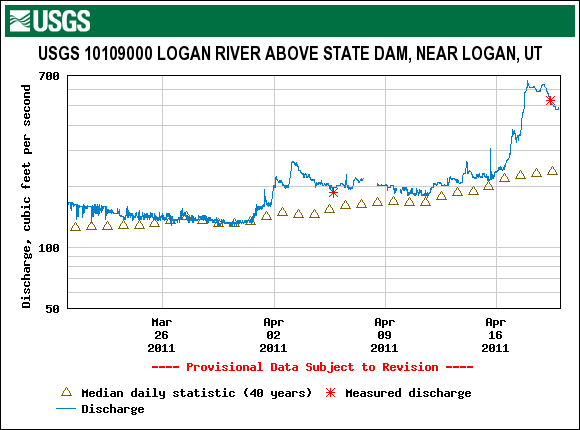 USGS
USGS 10109000 LOGAN RIVER ABOVE STATE DAM, NEAR LOGAN, UT
Discharge, cubic feet per second
700
100
50
Mar 26 2011
Apr 02 2011
Apr 09 2011
Apr 16 2011
---- Provisional Data Subject to Revision ----
Median daily statistic (40 years)
Measured discharge
Discharge